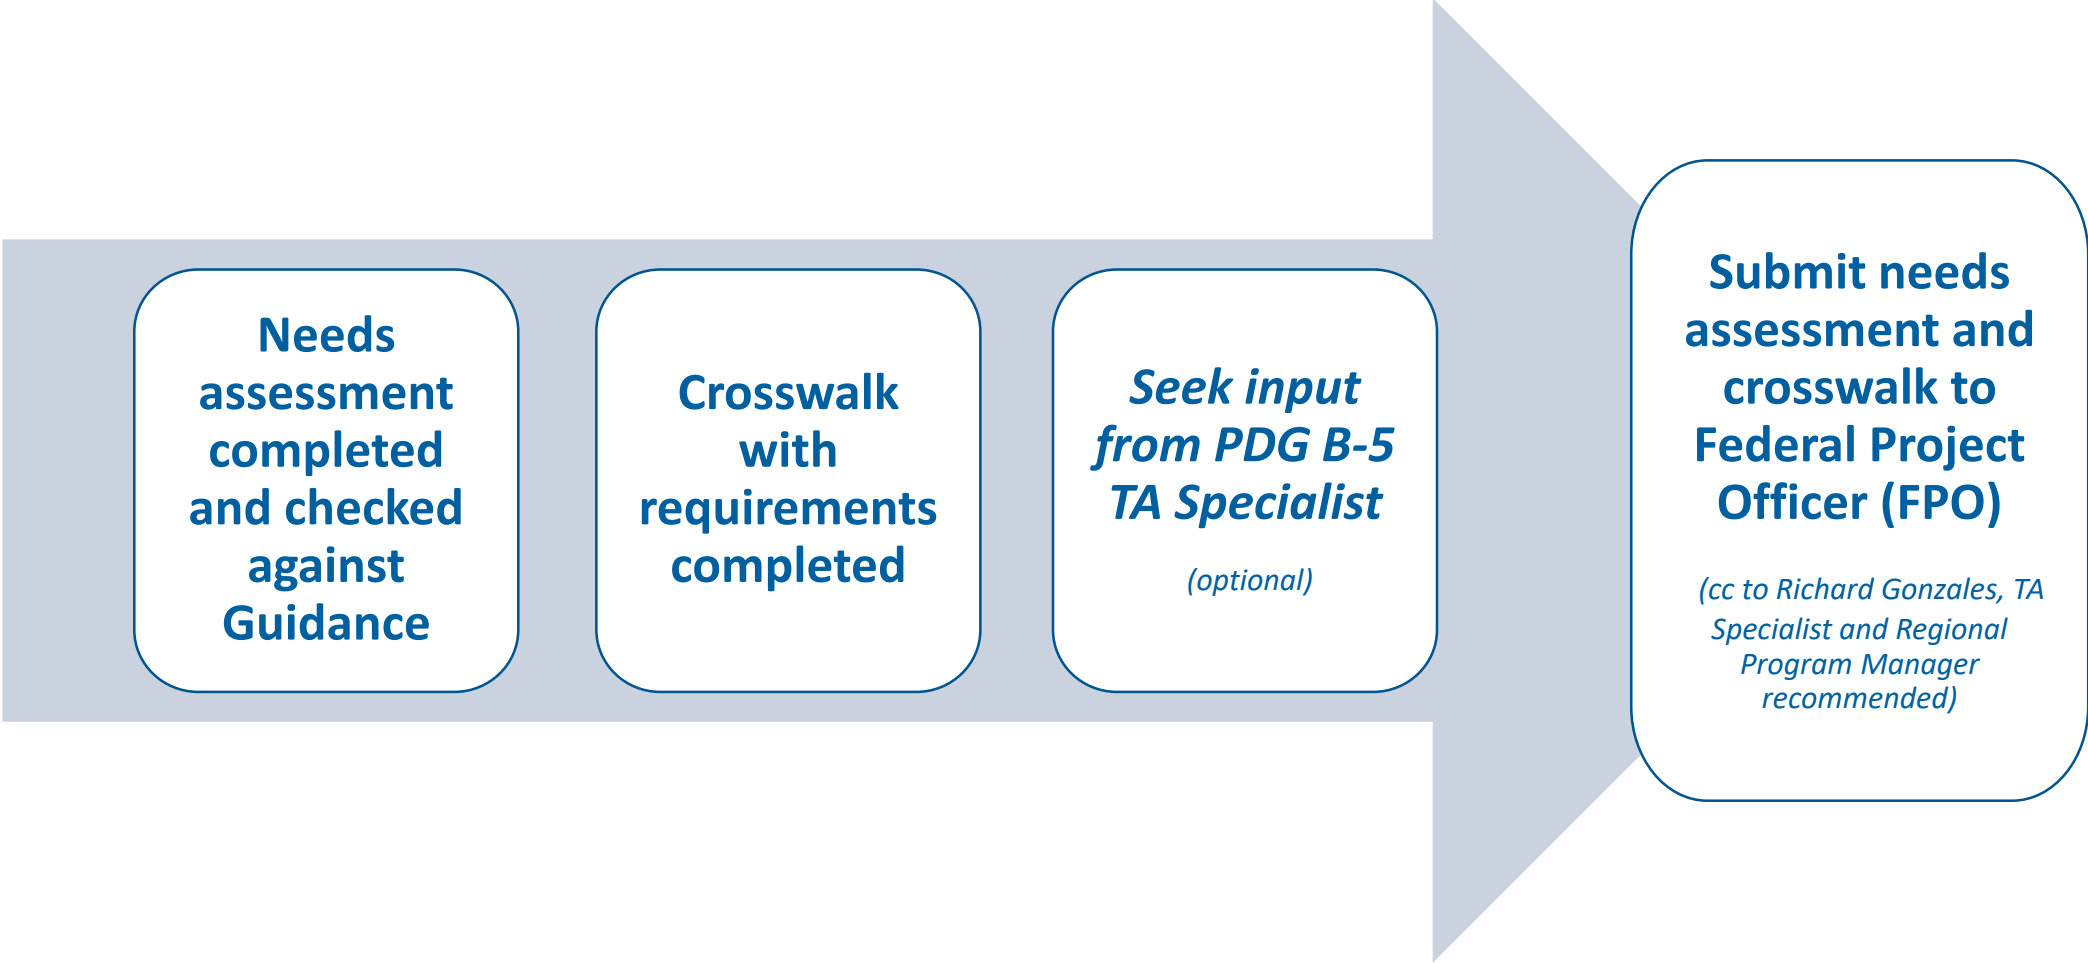 Needs
assessment
completed
and checked
against
Guidance
Crosswalk
with
requirements
completed
Seek input
from PDG B-5
TA Specialist
(optional)
Submit needs
assessment and
crosswalk to
Federal Project
Officer (FPO)
(cc to Richard Gonzales, TA
Specialist and Regional
Program Manager
recommended)